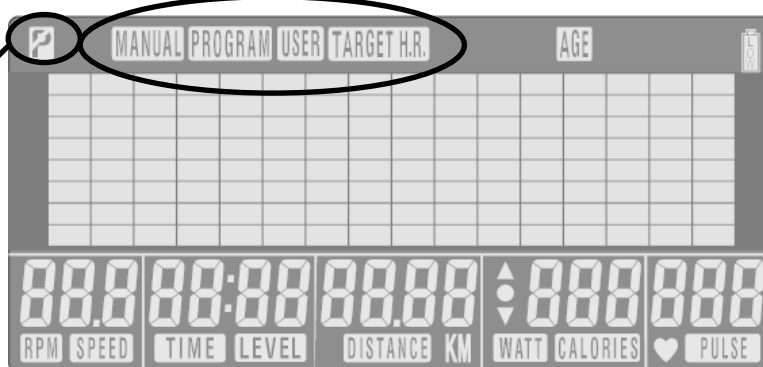 P MANUAL PROGRAM USER TARGET H.R. AGE LOW
88.8 88:88 88.88 888 888
RPM SPEED TIME LEVEL DISTANCE KM WATT CALORIES PULSE